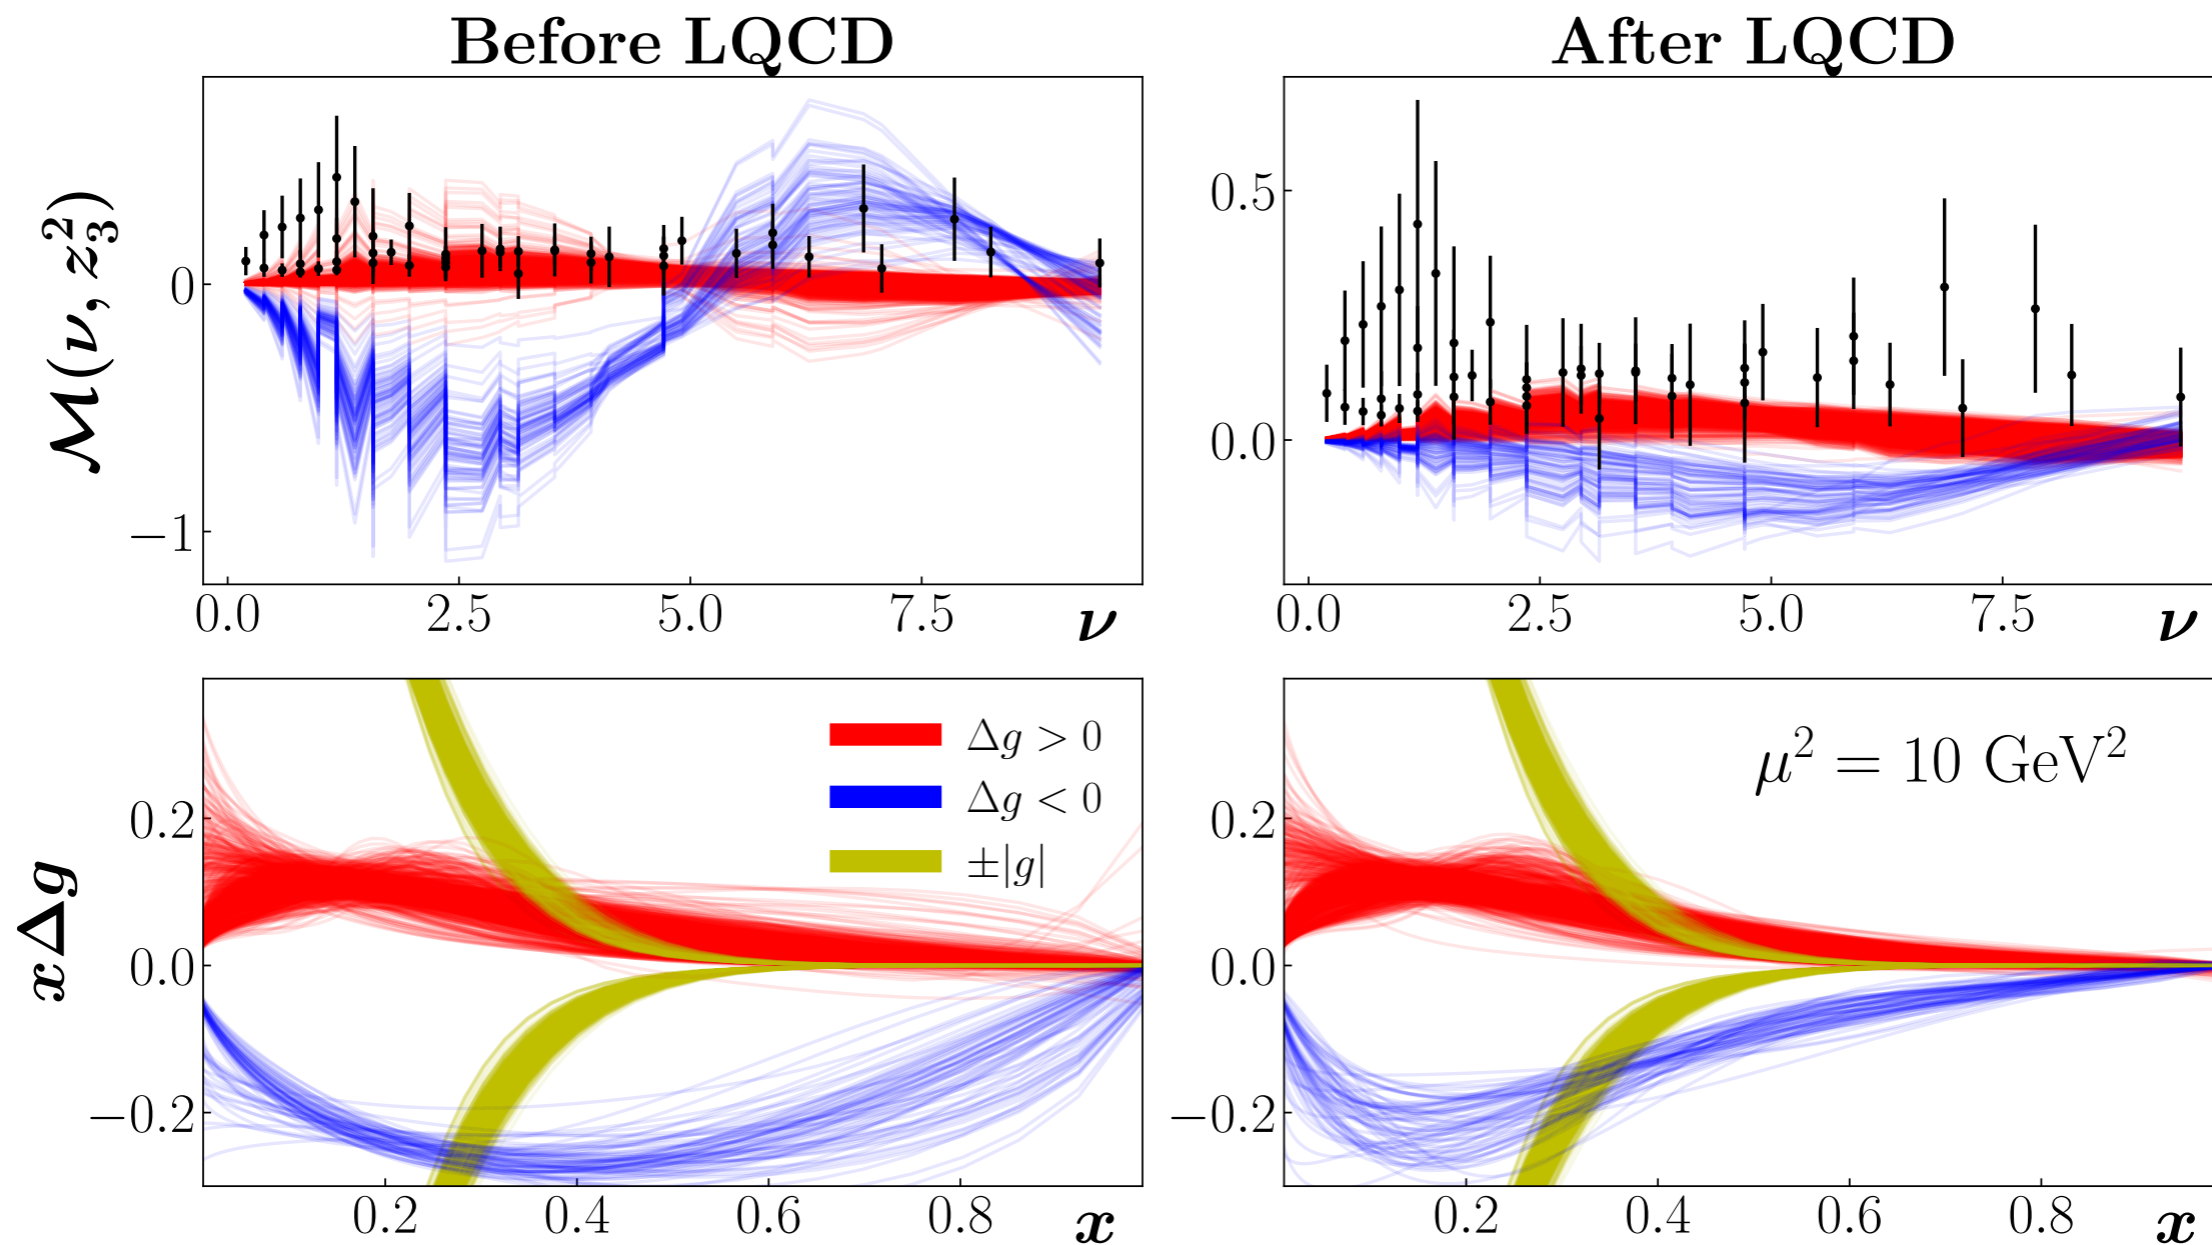 Before LQCD
After LQCD
𝓜(ν, z₃²)
0
−1
0.0 2.5 5.0 7.5 ν
0.5
0.0
0.0 2.5 5.0 7.5 ν
xΔg
0.2
0.0
−0.2
Δg > 0
Δg < 0
±|g|
0.2 0.4 0.6 0.8 x
μ² = 10 GeV²
0.2
0.0
−0.2
0.2 0.4 0.6 0.8 x